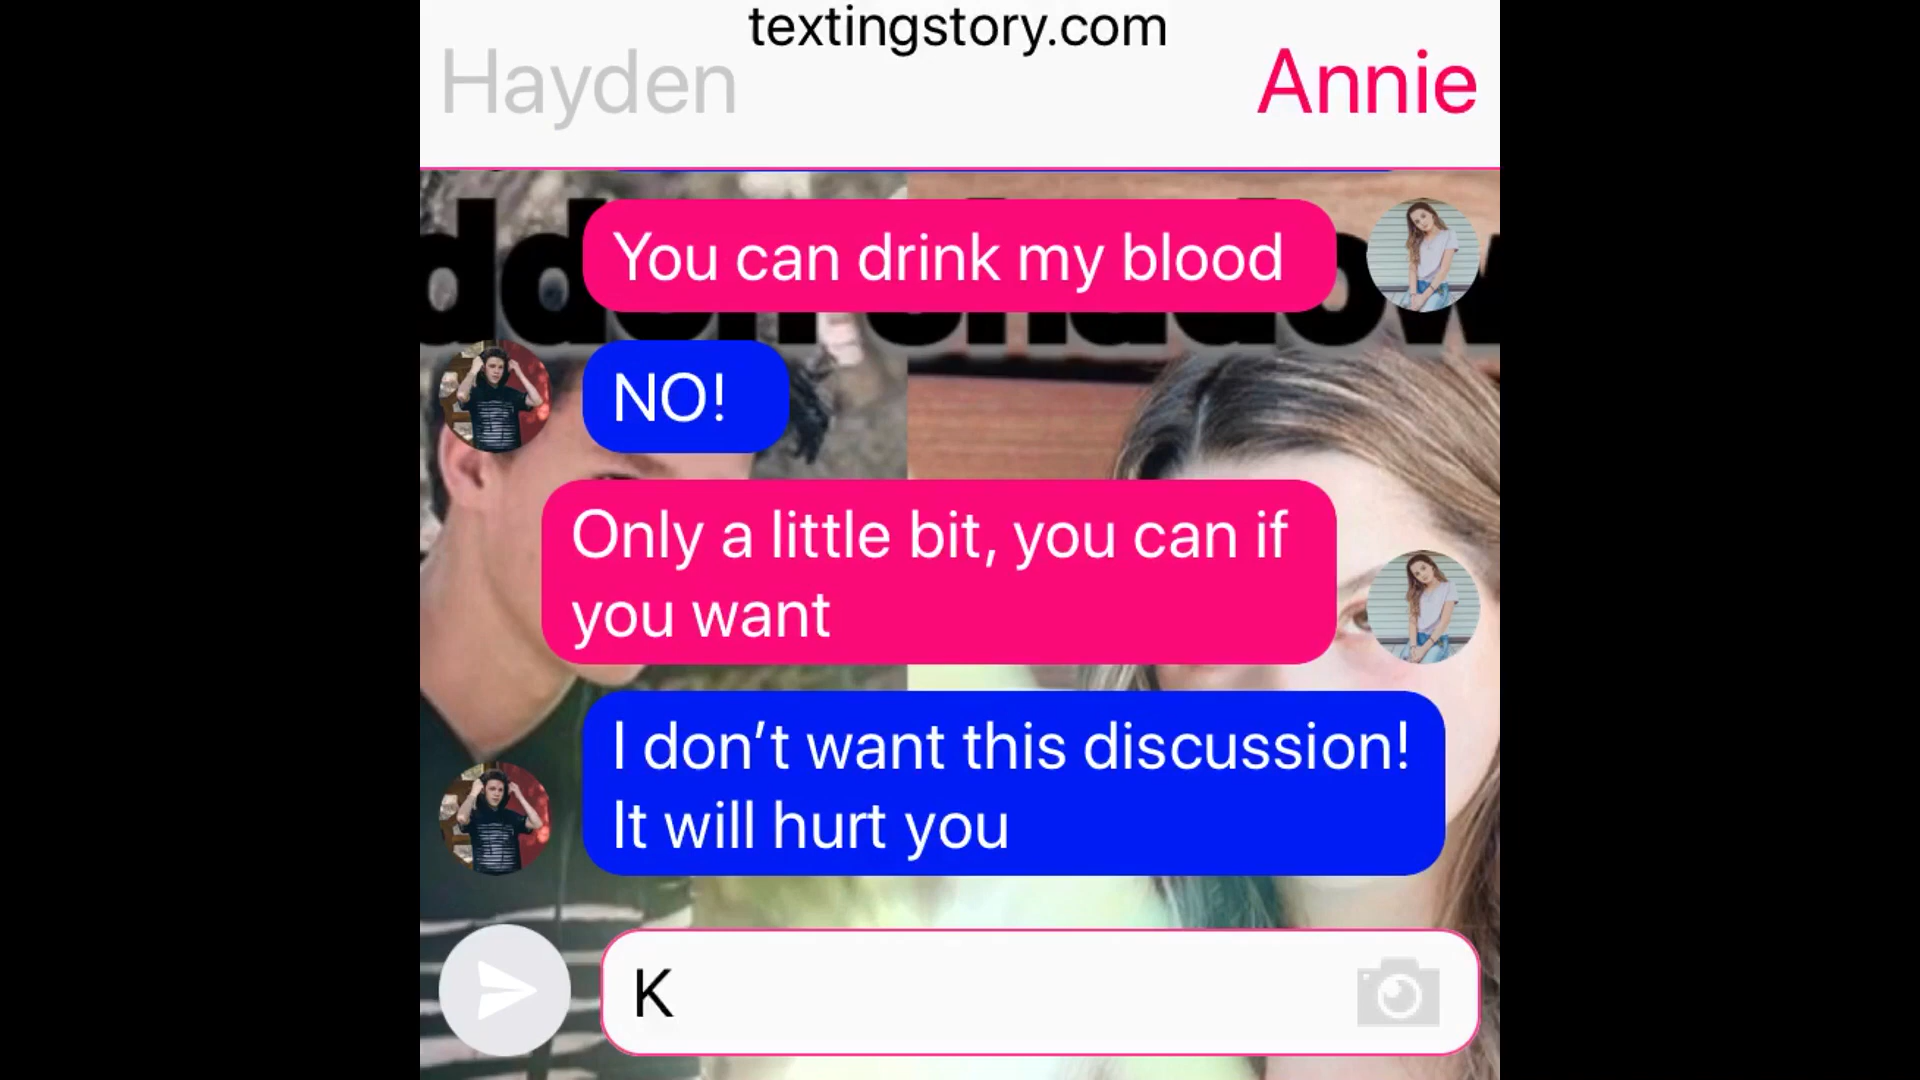 textingstory.com
Hayden
Annie
You can drink my blood
NO!
Only a little bit, you can if
you want
I don’t want this discussion!
It will hurt you
K